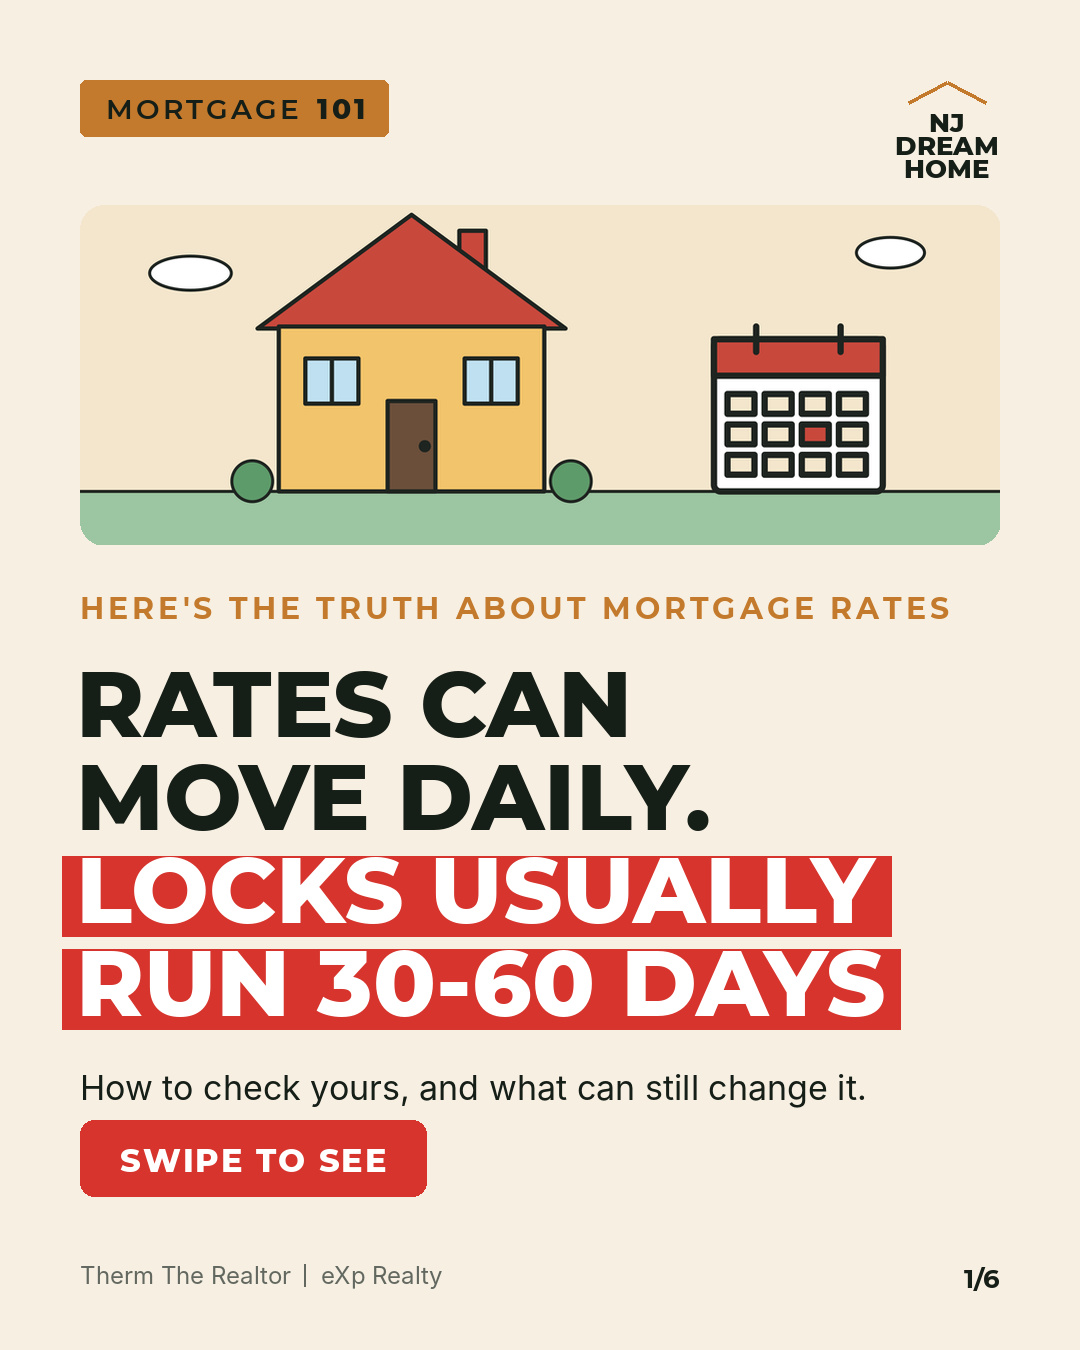 MORTGAGE 101
NJ
DREAM
HOME
HERE'S THE TRUTH ABOUT MORTGAGE RATES
RATES CAN
MOVE DAILY.
LOCKS USUALLY
RUN 30-60 DAYS
How to check yours, and what can still change it.
SWIPE TO SEE
Therm The Realtor | eXp Realty
1/6